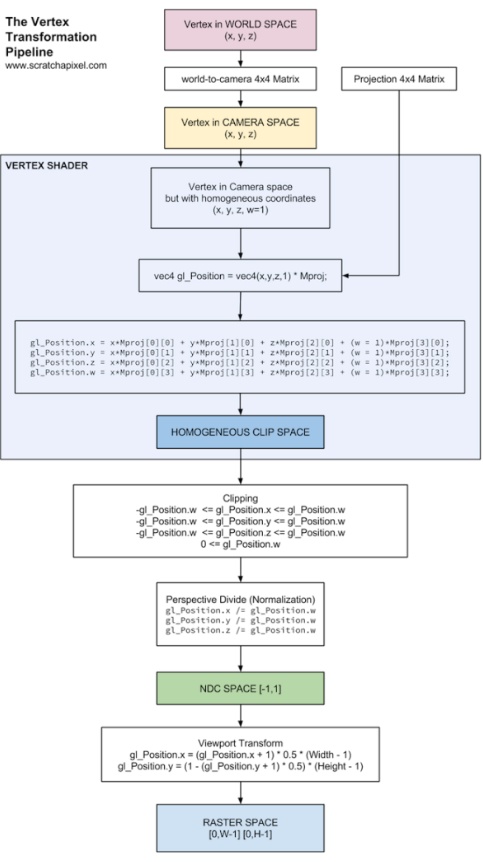 The Vertex
Transformation
Pipeline
www.scratchapixel.com
Vertex in WORLD SPACE
(x, y, z)
world-to-camera 4x4 Matrix
Projection 4x4 Matrix
Vertex in CAMERA SPACE
(x, y, z)
VERTEX SHADER
Vertex in Camera space
but with homogeneous coordinates
(x, y, z, w=1)
vec4 gl_Position = vec4(x,y,z,1) * Mproj;
gl_Position.x = x*Mproj[0][0] + y*Mproj[1][0] + z*Mproj[2][0] + (w = 1)*Mproj[3][0];
gl_Position.y = x*Mproj[0][1] + y*Mproj[1][1] + z*Mproj[2][1] + (w = 1)*Mproj[3][1];
gl_Position.z = x*Mproj[0][2] + y*Mproj[1][2] + z*Mproj[2][2] + (w = 1)*Mproj[3][2];
gl_Position.w = x*Mproj[0][3] + y*Mproj[1][3] + z*Mproj[2][3] + (w = 1)*Mproj[3][3];
HOMOGENEOUS CLIP SPACE
Clipping
-gl_Position.w <= gl_Position.x <= gl_Position.w
-gl_Position.w <= gl_Position.y <= gl_Position.w
-gl_Position.w <= gl_Position.z <= gl_Position.w
0 <= gl_Position.w
Perspective Divide (Normalization)
gl_Position.x /= gl_Position.w
gl_Position.y /= gl_Position.w
gl_Position.z /= gl_Position.w
NDC SPACE [-1,1]
Viewport Transform
gl_Position.x = (gl_Position.x + 1) * 0.5 * (Width - 1)
gl_Position.y = (1 - (gl_Position.y + 1) * 0.5) * (Height - 1)
RASTER SPACE
[0,W-1] [0,H-1]